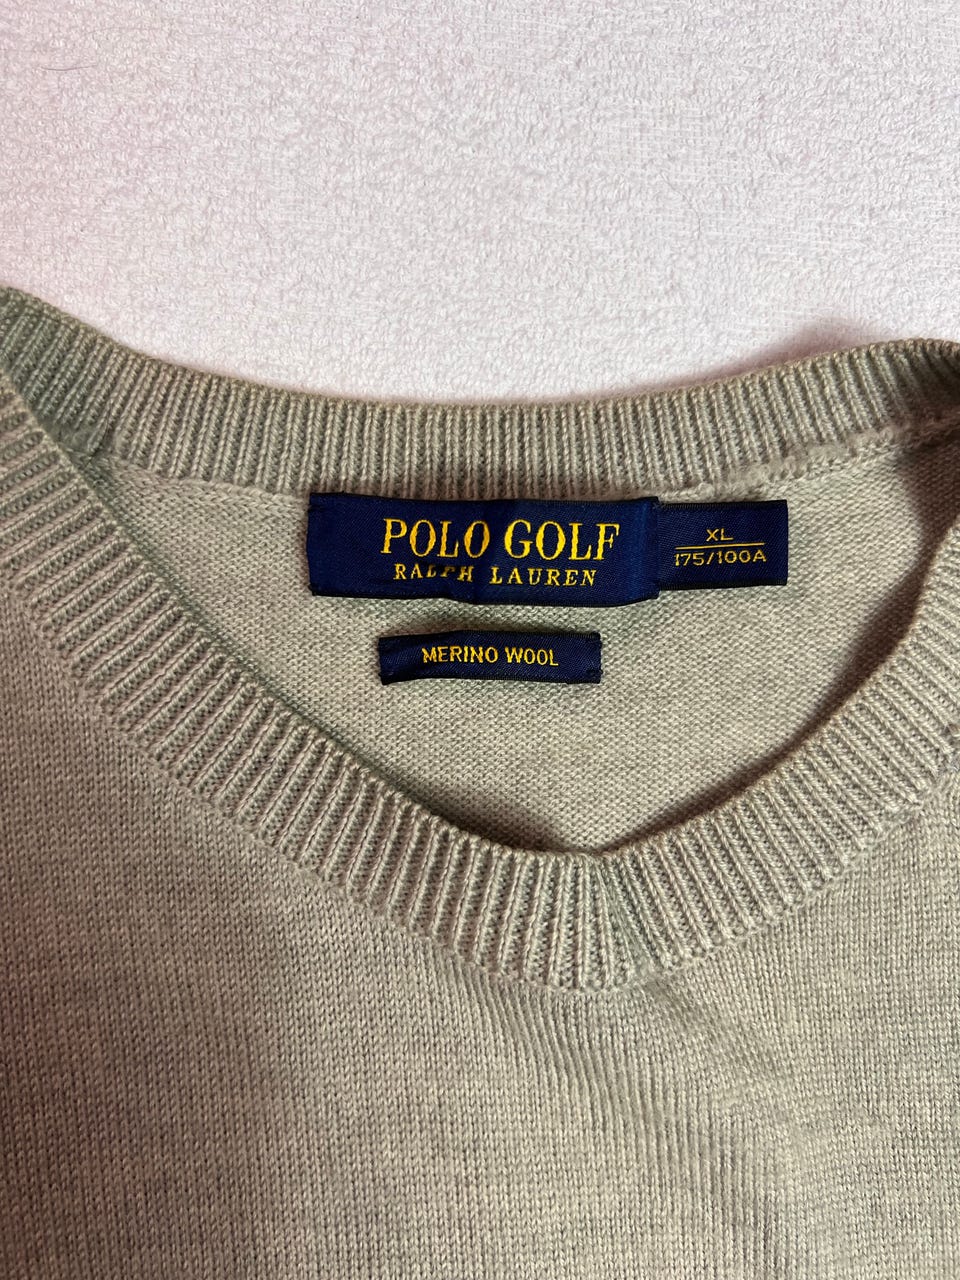 POLO GOLF
RALPH LAUREN
XL
175/100A
MERINO WOOL